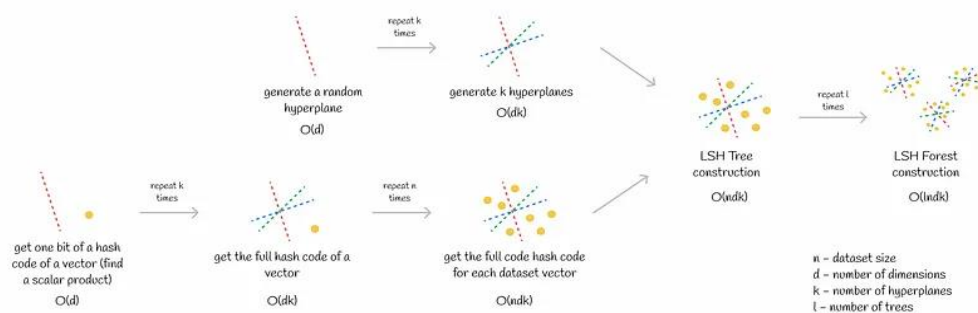 repeat k
times
generate a random
hyperplane
O(d)
generate k hyperplanes
O(dk)
LSH Tree
construction
O(ndk)
repeat l
times
LSH Forest
construction
O(lndk)
get one bit of a hash
code of a vector (find
a scalar product)
O(d)
repeat k
times
get the full hash code of a
vector
O(dk)
repeat n
times
get the full code hash code
for each dataset vector
O(ndk)
n – dataset size
d – number of dimensions
k – number of hyperplanes
l – number of trees